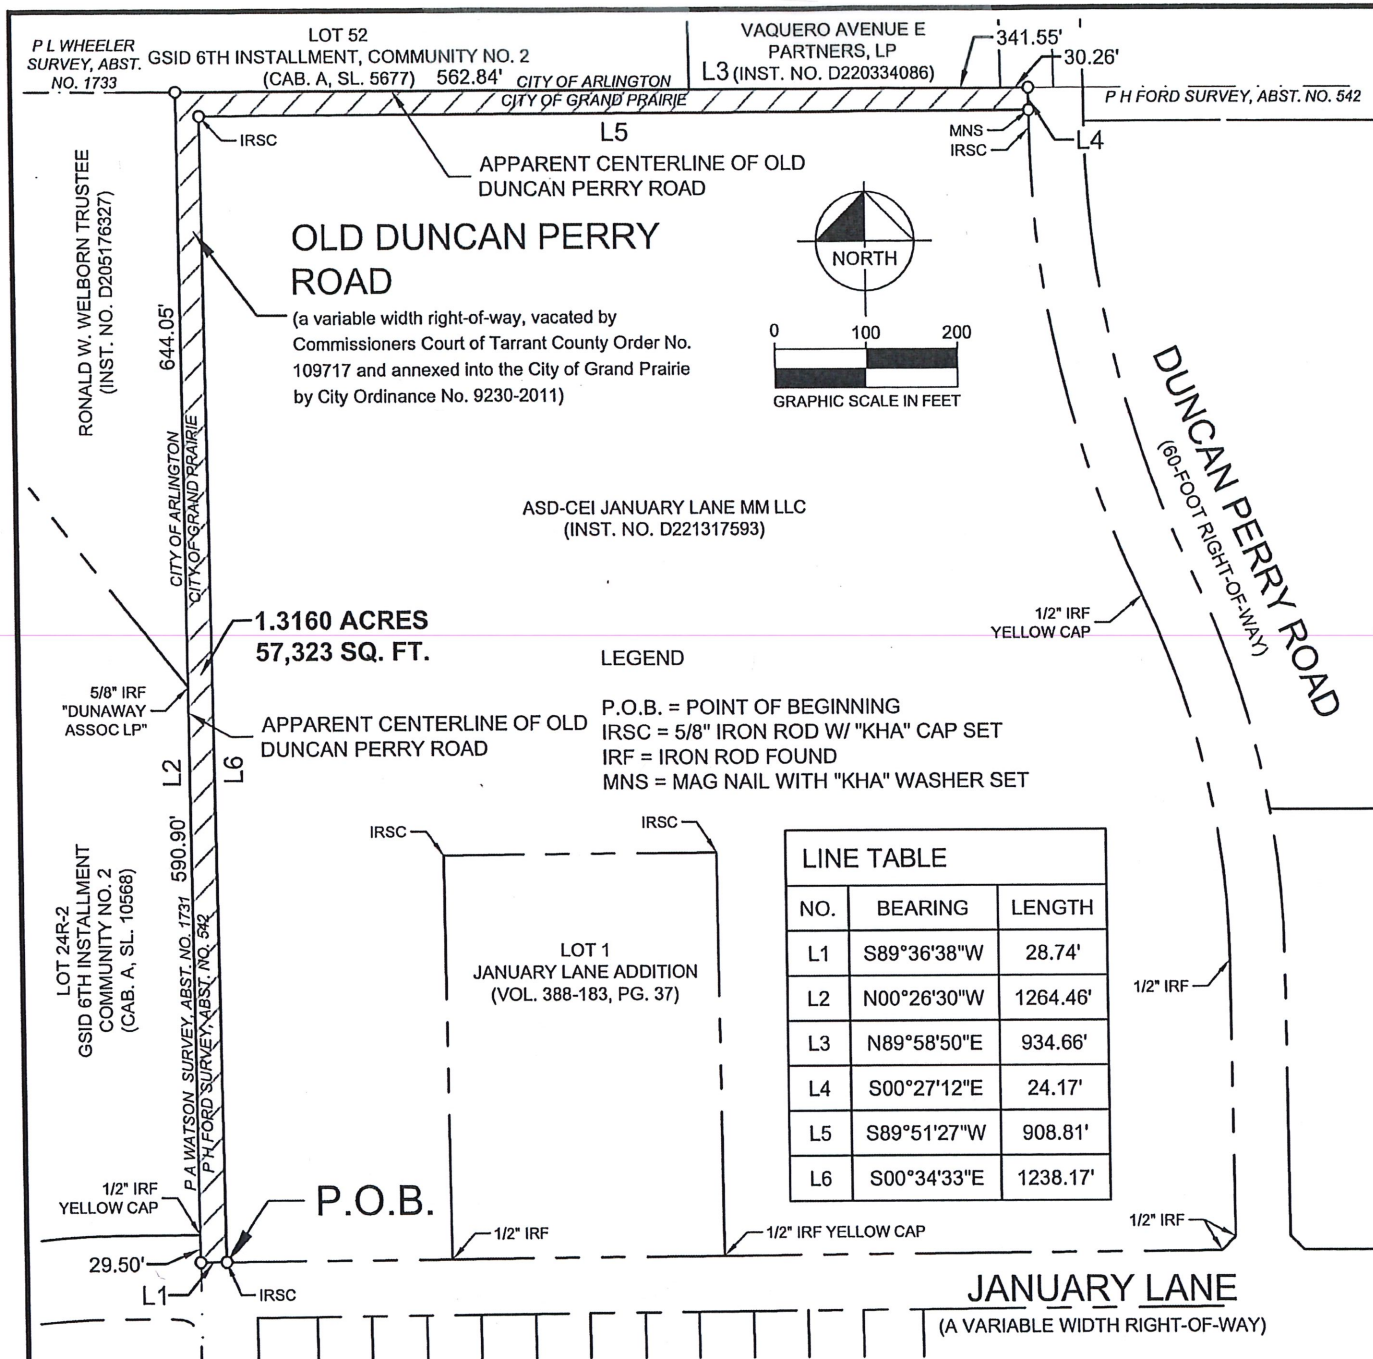 P L WHEELER
SURVEY, ABST.
NO. 1733
LOT 52
GSID 6TH INSTALLMENT, COMMUNITY NO. 2
(CAB. A, SL. 5677)
562.84'
CITY OF ARLINGTON
CITY OF GRAND PRAIRIE
VAQUERO AVENUE E
PARTNERS, LP
(INST. NO. D220334086)
L3
341.55'
30.26'
P H FORD SURVEY, ABST. NO. 542
IRSC
L5
MNS
IRSC
L4
APPARENT CENTERLINE OF OLD
DUNCAN PERRY ROAD
RONALD W. WELBORN TRUSTEE
(INST. NO. D205176327)
644.05'
OLD DUNCAN PERRY
ROAD
(a variable width right-of-way, vacated by
Commissioners Court of Tarrant County Order No.
109717 and annexed into the City of Grand Prairie
by City Ordinance No. 9230-2011)
NORTH
0 100 200
GRAPHIC SCALE IN FEET
DUNCAN PERRY ROAD
(60-FOOT RIGHT-OF-WAY)
CITY OF ARLINGTON
CITY OF GRAND PRAIRIE
ASD-CEI JANUARY LANE MM LLC
(INST. NO. D221317593)
1.3160 ACRES
57,323 SQ. FT.
1/2" IRF
YELLOW CAP
5/8" IRF
"DUNAWAY
ASSOC LP"
APPARENT CENTERLINE OF OLD
DUNCAN PERRY ROAD
LEGEND
P.O.B. = POINT OF BEGINNING
IRSC = 5/8" IRON ROD W/ "KHA" CAP SET
IRF = IRON ROD FOUND
MNS = MAG NAIL WITH "KHA" WASHER SET
L2
L6
590.90'
LOT 24R-2
GSID 6TH INSTALLMENT
COMMUNITY NO. 2
(CAB. A, SL. 10568)
P A WATSON SURVEY, ABST. NO. 1731
P H FORD SURVEY, ABST. NO. 542
IRSC
IRSC
LOT 1
JANUARY LANE ADDITION
(VOL. 388-183, PG. 37)
LINE TABLE
NO. BEARING LENGTH
L1 S89°36'38"W 28.74'
L2 N00°26'30"W 1264.46'
L3 N89°58'50"E 934.66'
L4 S00°27'12"E 24.17'
L5 S89°51'27"W 908.81'
L6 S00°34'33"E 1238.17'
1/2" IRF
1/2" IRF
YELLOW CAP
P.O.B.
1/2" IRF
1/2" IRF YELLOW CAP
1/2" IRF
29.50'
L1
IRSC
JANUARY LANE
(A VARIABLE WIDTH RIGHT-OF-WAY)